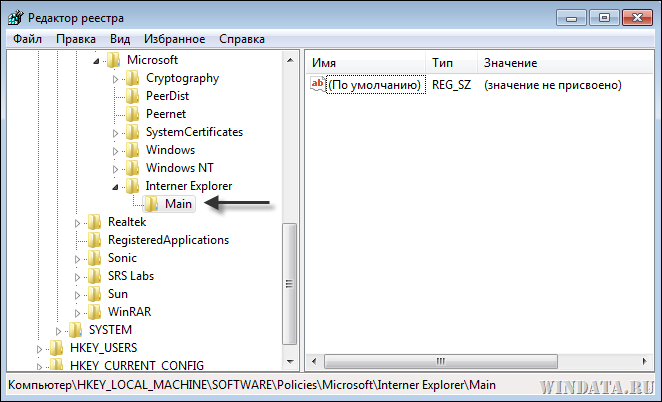 Редактор реестра
Файл Правка Вид Избранное Справка
Microsoft
Cryptography
PeerDist
Peernet
SystemCertificates
Windows
Windows NT
Interner Explorer
Main
Realtek
RegisteredApplications
Sonic
SRS Labs
Sun
WinRAR
SYSTEM
HKEY_USERS
HKEY_CURRENT_CONFIG
Имя Тип Значение
ab (По умолчанию) REG_SZ (значение не присвоено)
Компьютер\HKEY_LOCAL_MACHINE\SOFTWARE\Policies\Microsoft\Interner Explorer\Main
WINDATA.RU